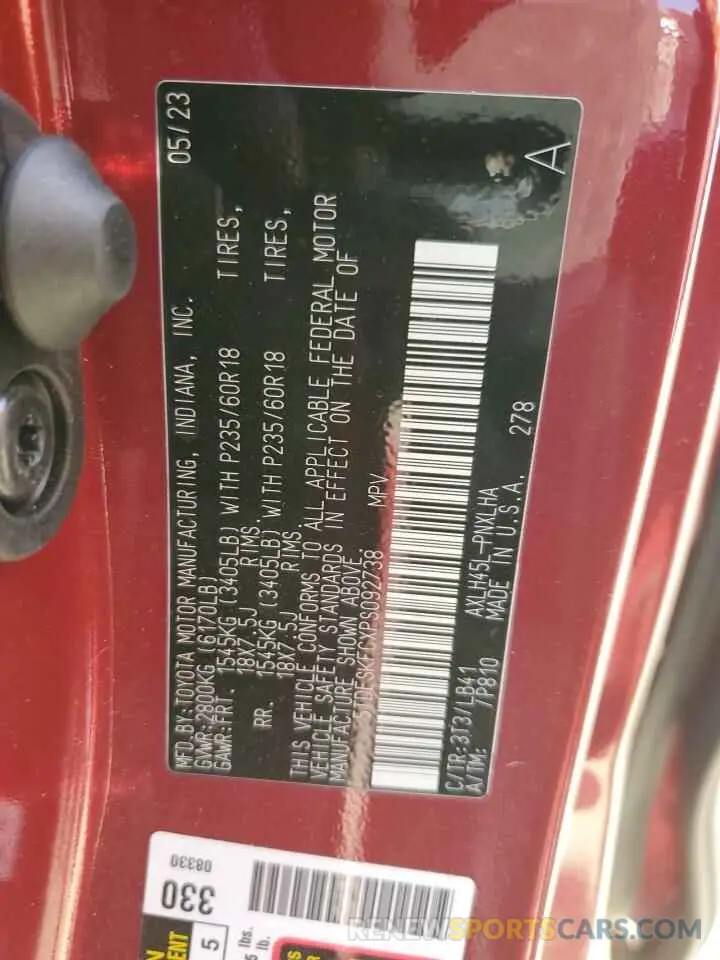 MFD.BY:TOYOTA MOTOR MANUFACTURING, INDIANA, INC. 05/23
GVWR:2800KG (6170LB)
GAWR:FRT. 1545KG (3405LB) WITH P235/60R18 TIRES,
18X7.5J RIMS.
RR. 1545KG (3405LB) WITH P235/60R18 TIRES,
18X7.5J RIMS.
THIS VEHICLE CONFORMS TO ALL APPLICABLE FEDERAL MOTOR
VEHICLE SAFETY STANDARDS IN EFFECT ON THE DATE OF
MANUFACTURE SHOWN ABOVE.
MPV
C/TR:3T3/LB41 AXLH45L-PNXLHA
A/TM: /P810 MADE IN U.S.A. 278
A
330
08330
5
lbs.
lb.
RENEWSPORTSCARS.COM